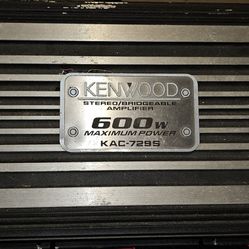 KENWOOD
STEREO/BRIDGEABLE
AMPLIFIER
600W
MAXIMUM POWER
KAC-729S